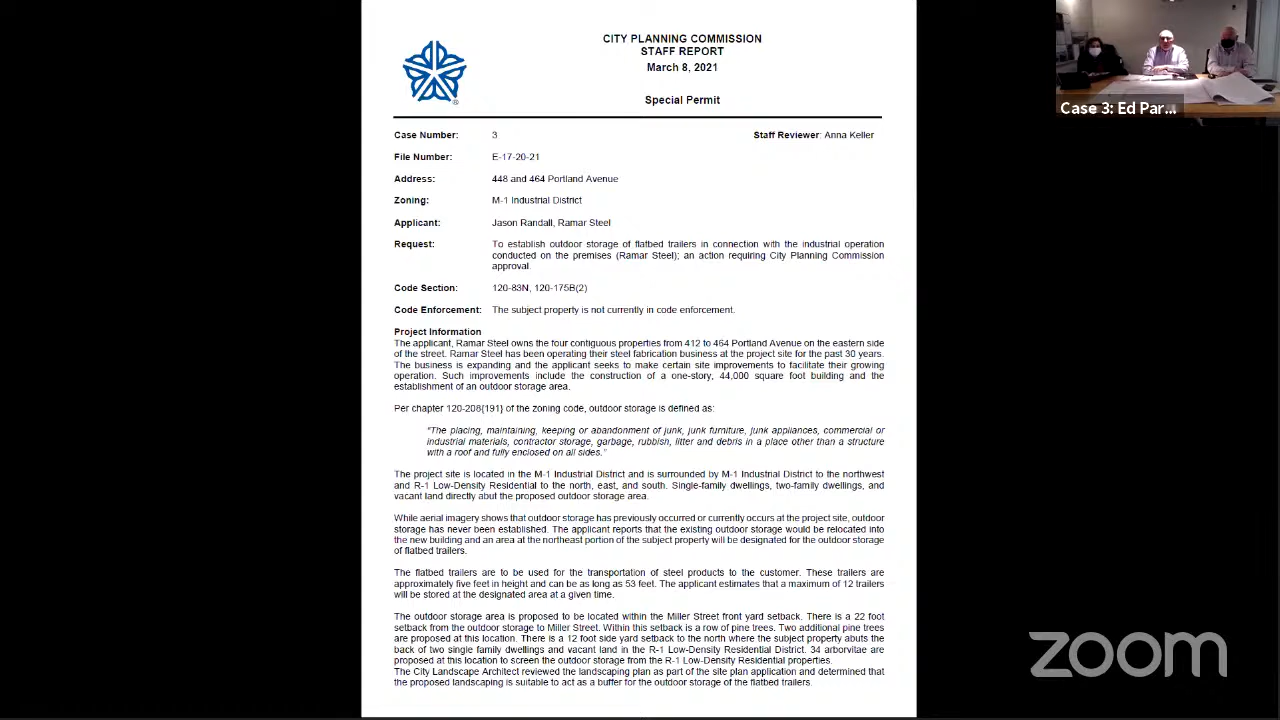 CITY PLANNING COMMISSION
STAFF REPORT
March 8, 2021
Special Permit
Case Number: 3 Staff Reviewer: Anna Keller
File Number: E-17-20-21
Address: 448 and 464 Portland Avenue
Zoning: M-1 Industrial District
Applicant: Jason Randall, Ramar Steel
Request: To establish outdoor storage of flatbed trailers in connection with the industrial operation
conducted on the premises (Ramar Steel); an action requiring City Planning Commission
approval.
Code Section: 120-83N, 120-175B(2)
Code Enforcement: The subject property is not currently in code enforcement.
Project Information
The applicant, Ramar Steel owns the four contiguous properties from 412 to 464 Portland Avenue on the eastern side
of the street. Ramar Steel has been operating their steel fabrication business at the project site for the past 30 years.
The business is expanding and the applicant seeks to make certain site improvements to facilitate their growing
operation. Such improvements include the construction of a one-story, 44,000 square foot building and the
establishment of an outdoor storage area.
Per chapter 120-208{191} of the zoning code, outdoor storage is defined as:
"The placing, maintaining, keeping or abandonment of junk, junk furniture, junk appliances, commercial or
industrial materials, contractor storage, garbage, rubbish, litter and debris in a place other than a structure
with a roof and fully enclosed on all sides."
The project site is located in the M-1 Industrial District and is surrounded by M-1 Industrial District to the northwest
and R-1 Low-Density Residential to the north, east, and south. Single-family dwellings, two-family dwellings, and
vacant land directly abut the proposed outdoor storage area.
While aerial imagery shows that outdoor storage has previously occurred or currently occurs at the project site, outdoor
storage has never been established. The applicant reports that the existing outdoor storage would be relocated into
the new building and an area at the northeast portion of the subject property will be designated for the outdoor storage
of flatbed trailers.
The flatbed trailers are to be used for the transportation of steel products to the customer. These trailers are
approximately five feet in height and can be as long as 53 feet. The applicant estimates that a maximum of 12 trailers
will be stored at the designated area at a given time.
The outdoor storage area is proposed to be located within the Miller Street front yard setback. There is a 22 foot
setback from the outdoor storage to Miller Street. Within this setback is a row of pine trees. Two additional pine trees
are proposed at this location. There is a 12 foot side yard setback to the north where the subject property abuts the
back of two single family dwellings and vacant land in the R-1 Low-Density Residential District. 34 arborvitae are
proposed at this location to screen the outdoor storage from the R-1 Low-Density Residential properties.
The City Landscape Architect reviewed the landscaping plan as part of the site plan application and determined that
the proposed landscaping is suitable to act as a buffer for the outdoor storage of the flatbed trailers.
Case 3: Ed Par...
zoom